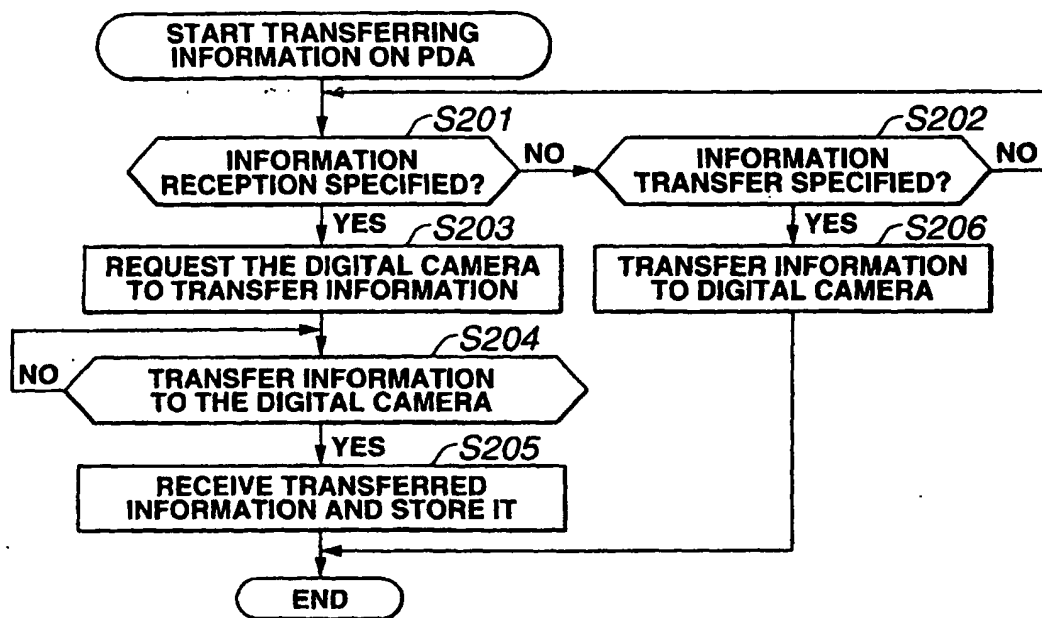 START TRANSFERRING
INFORMATION ON PDA
S201
INFORMATION
RECEPTION SPECIFIED?
NO
S202
INFORMATION
TRANSFER SPECIFIED?
NO
YES
S203
REQUEST THE DIGITAL CAMERA
TO TRANSFER INFORMATION
YES
S206
TRANSFER INFORMATION
TO DIGITAL CAMERA
S204
NO
TRANSFER INFORMATION
TO THE DIGITAL CAMERA
YES
S205
RECEIVE TRANSFERRED
INFORMATION AND STORE IT
END